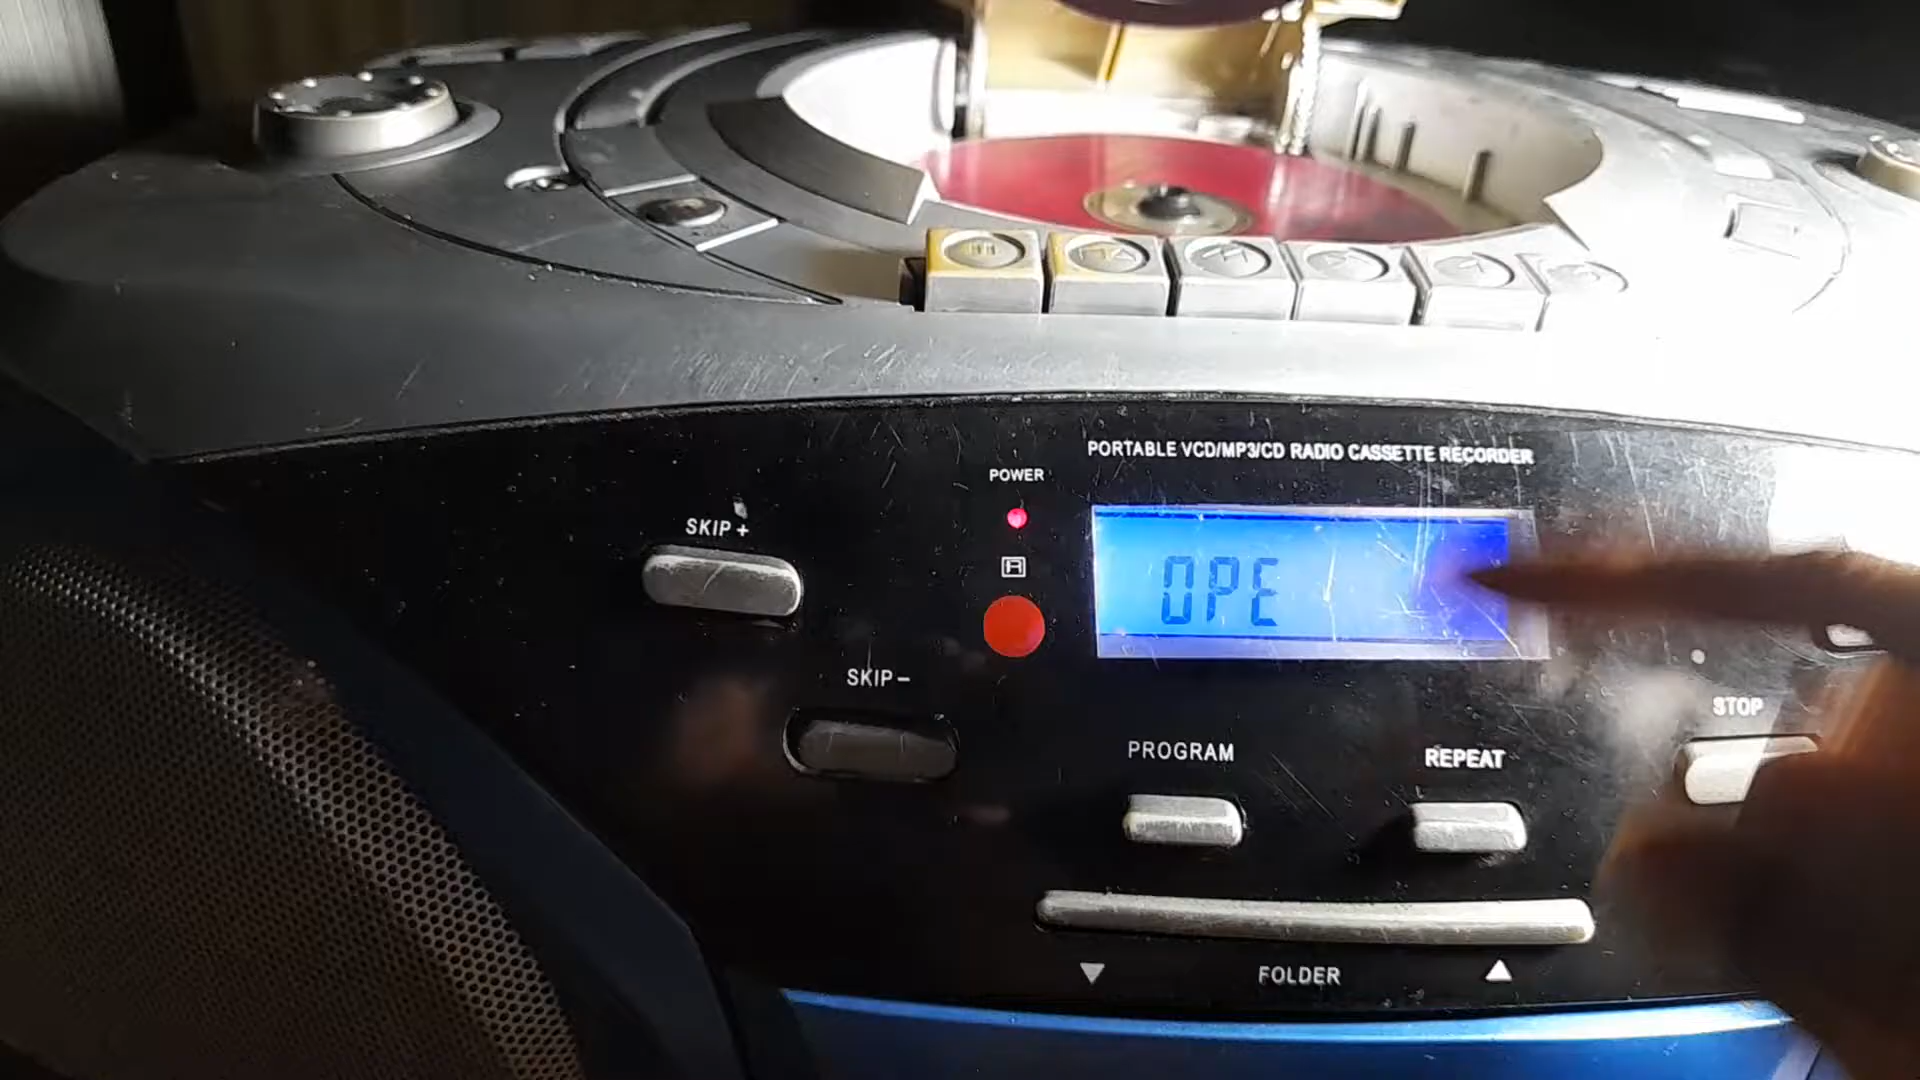 PORTABLE VCD/MP3/CD RADIO CASSETTE RECORDER
POWER
SKIP +
OPE
SKIP −
STOP
PROGRAM
REPEAT
▼ FOLDER ▲